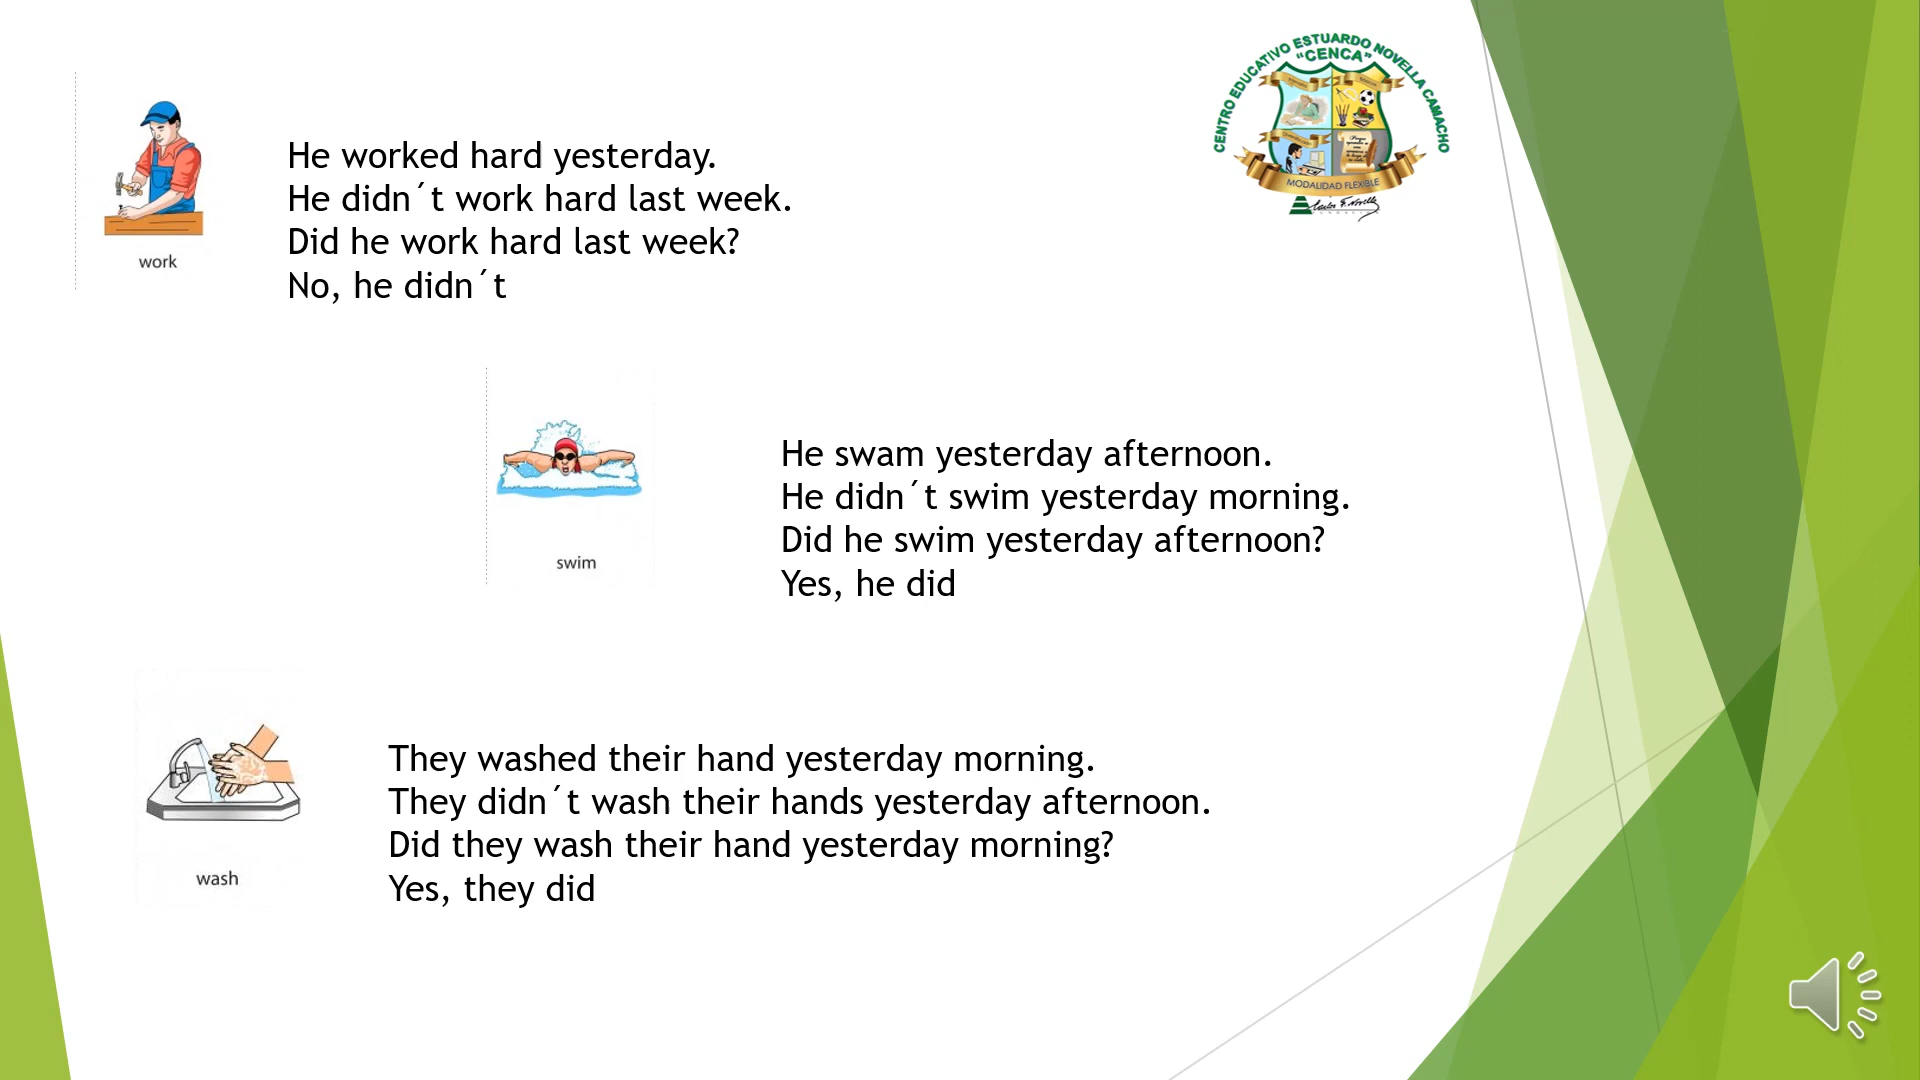 CENTRO EDUCATIVO ESTUARDO NOVELLA CAMACHO
“CENCA”
MODALIDAD FLEXIBLE
He worked hard yesterday.
He didn´t work hard last week.
Did he work hard last week?
No, he didn´t
work
He swam yesterday afternoon.
He didn´t swim yesterday morning.
Did he swim yesterday afternoon?
Yes, he did
swim
They washed their hand yesterday morning.
They didn´t wash their hands yesterday afternoon.
Did they wash their hand yesterday morning?
Yes, they did
wash